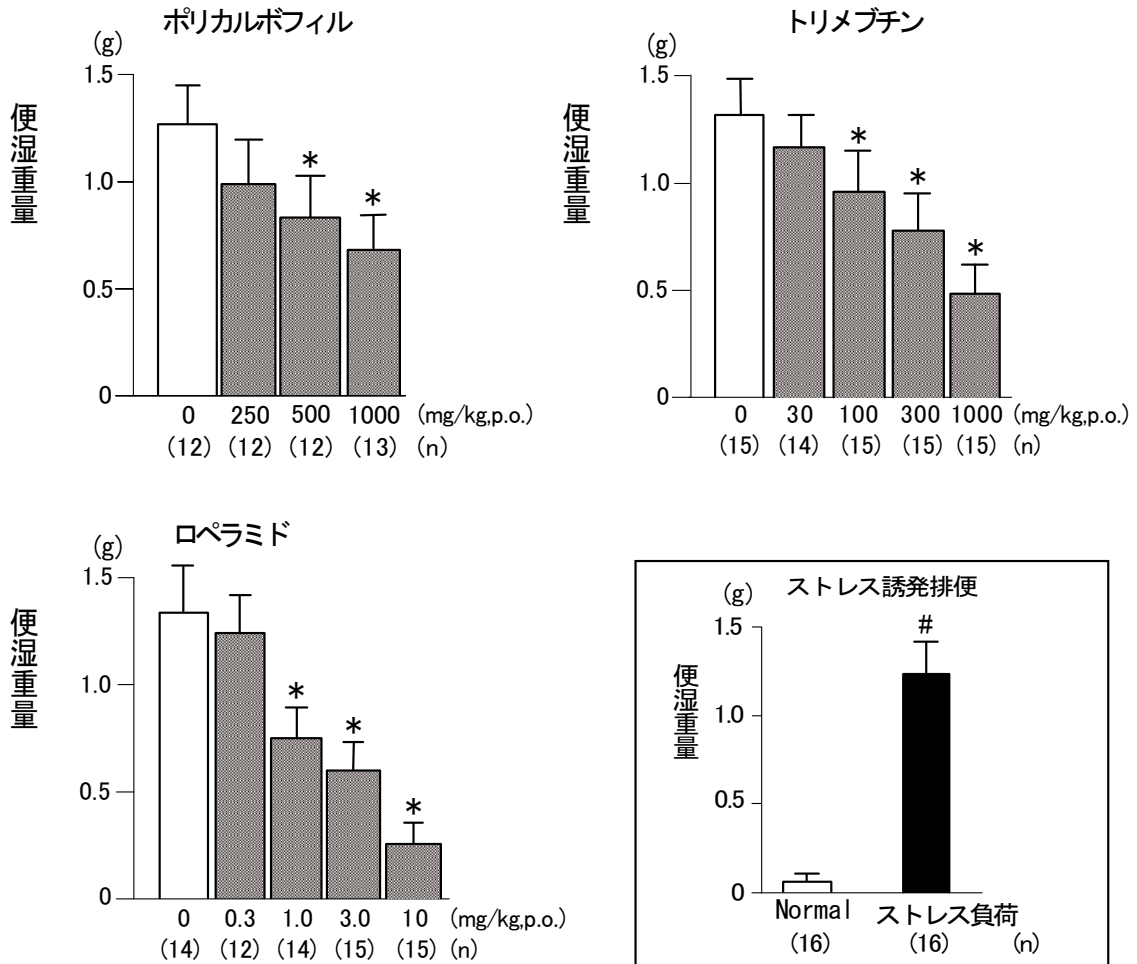 ポリカルボフィル
(g)
便湿重量
1.5
1.0
0.5
0
* *
0 250 500 1000 (mg/kg,p.o.)
(12) (12) (12) (13) (n)
トリメブチン
(g)
便湿重量
1.5
1.0
0.5
0
* * *
0 30 100 300 1000 (mg/kg,p.o.)
(15) (14) (15) (15) (15) (n)
ロペラミド
(g)
便湿重量
1.5
1.0
0.5
0
* * *
0 0.3 1.0 3.0 10 (mg/kg,p.o.)
(14) (12) (14) (15) (15) (n)
ストレス誘発排便
(g)
便湿重量
1.5
1.0
0.5
0
#
Normal ストレス負荷
(16) (16) (n)